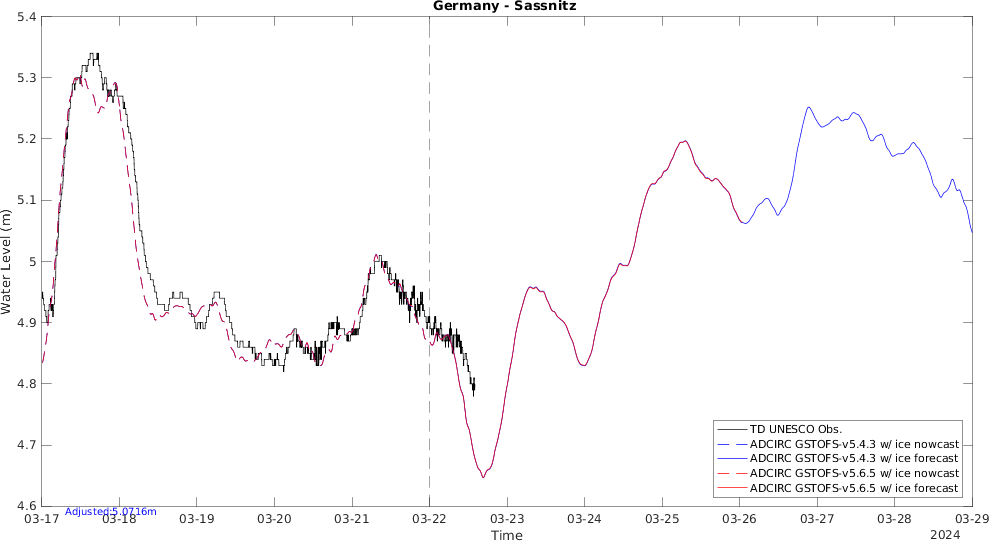 Germany - Sassnitz
5.4
5.3
5.2
5.1
5
4.9
4.8
4.7
4.6
Water Level (m)
TD UNESCO Obs.
ADCIRC GSTOFS-v5.4.3 w/ ice nowcast
ADCIRC GSTOFS-v5.4.3 w/ ice forecast
ADCIRC GSTOFS-v5.6.5 w/ ice nowcast
ADCIRC GSTOFS-v5.6.5 w/ ice forecast
Adjusted:5.0716m
03-17 03-18 03-19 03-20 03-21 03-22 03-23 03-24 03-25 03-26 03-27 03-28 03-29
Time
2024